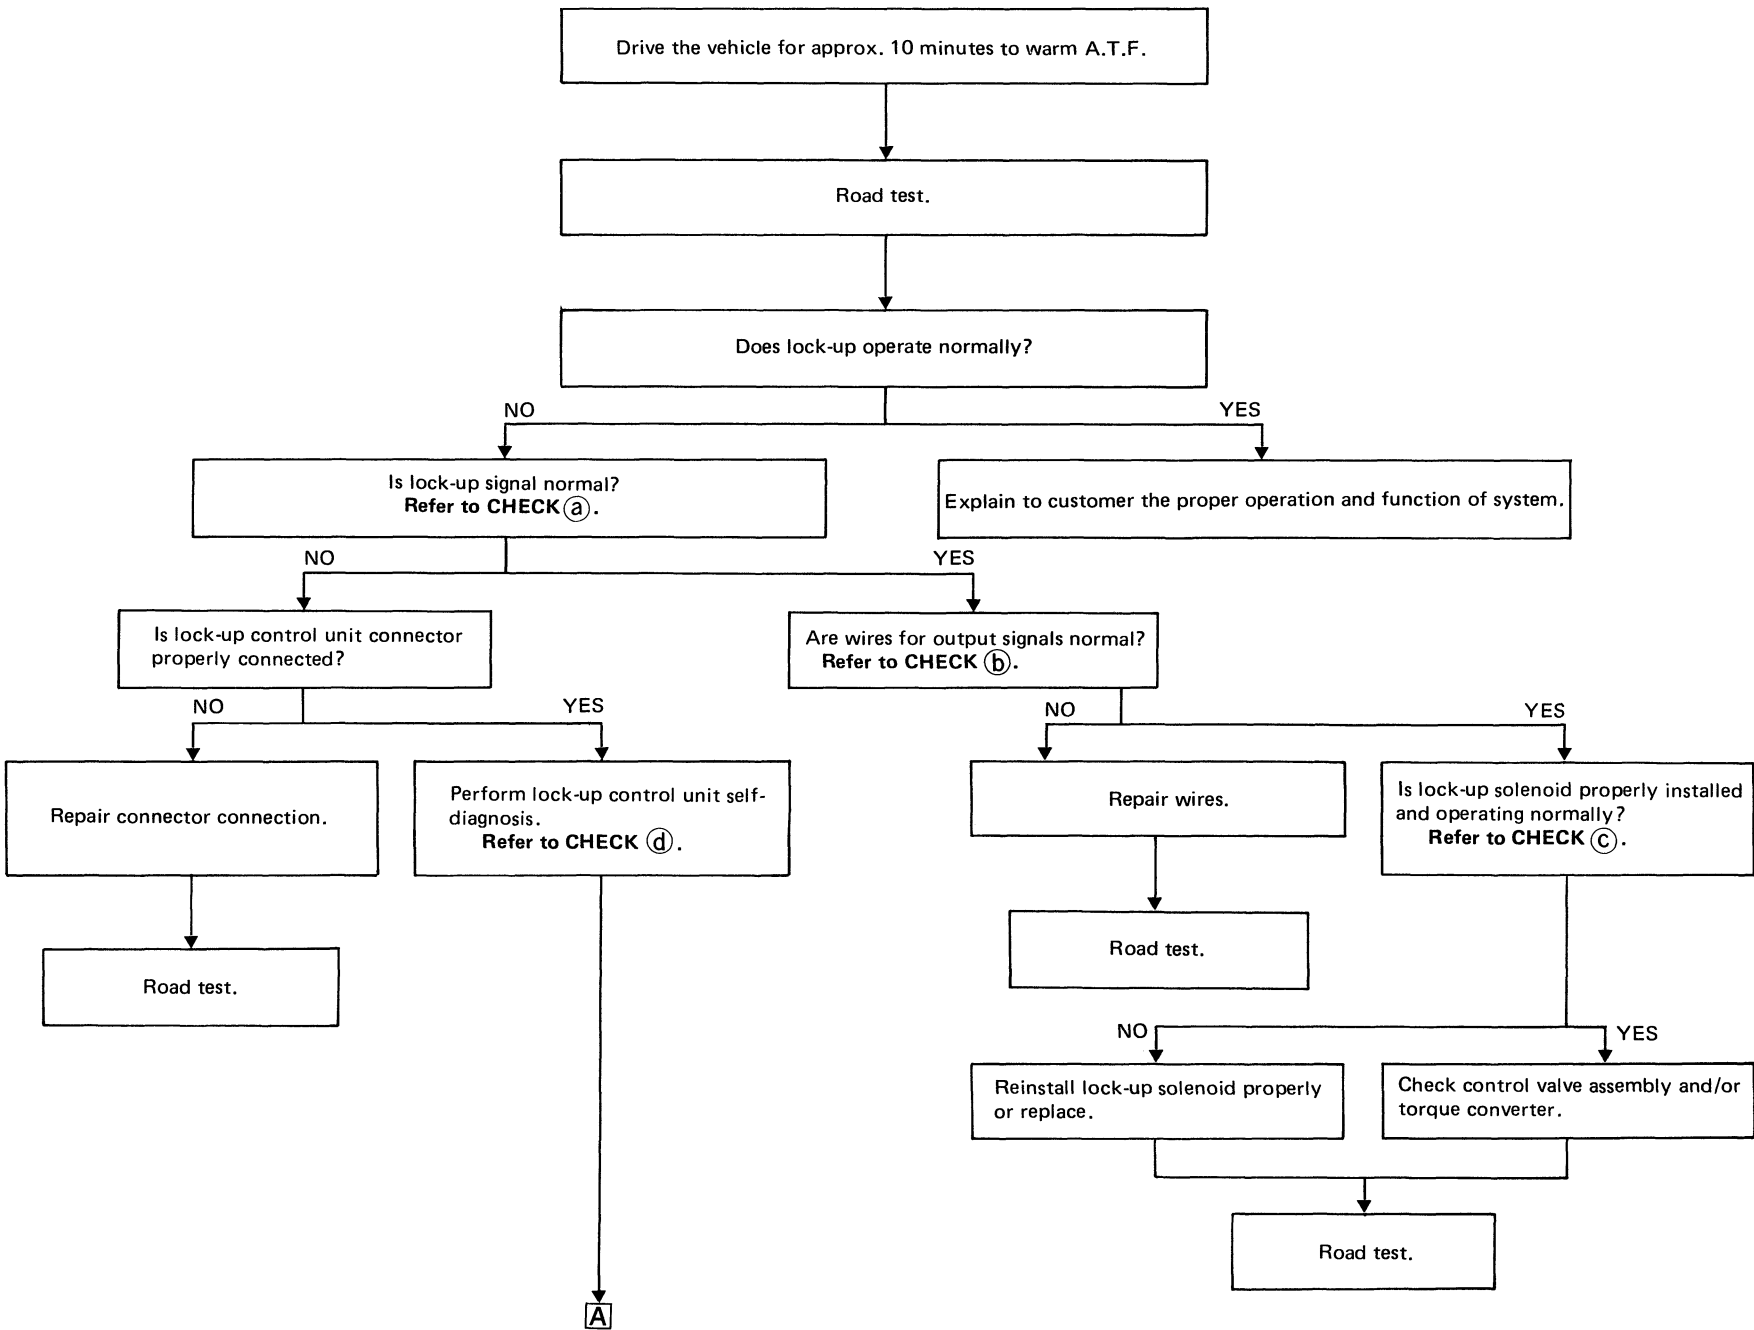 Drive the vehicle for approx. 10 minutes to warm A.T.F.
Road test.
Does lock-up operate normally?
NO
YES
Is lock-up signal normal?
Refer to CHECK ⓐ.
Explain to customer the proper operation and function of system.
NO
YES
Is lock-up control unit connector
properly connected?
Are wires for output signals normal?
Refer to CHECK ⓑ.
NO
YES
NO
YES
Repair connector connection.
Perform lock-up control unit self-
diagnosis.
Refer to CHECK ⓓ.
Repair wires.
Is lock-up solenoid properly installed
and operating normally?
Refer to CHECK ⓒ.
Road test.
Road test.
NO
YES
Reinstall lock-up solenoid properly
or replace.
Check control valve assembly and/or
torque converter.
Road test.
A